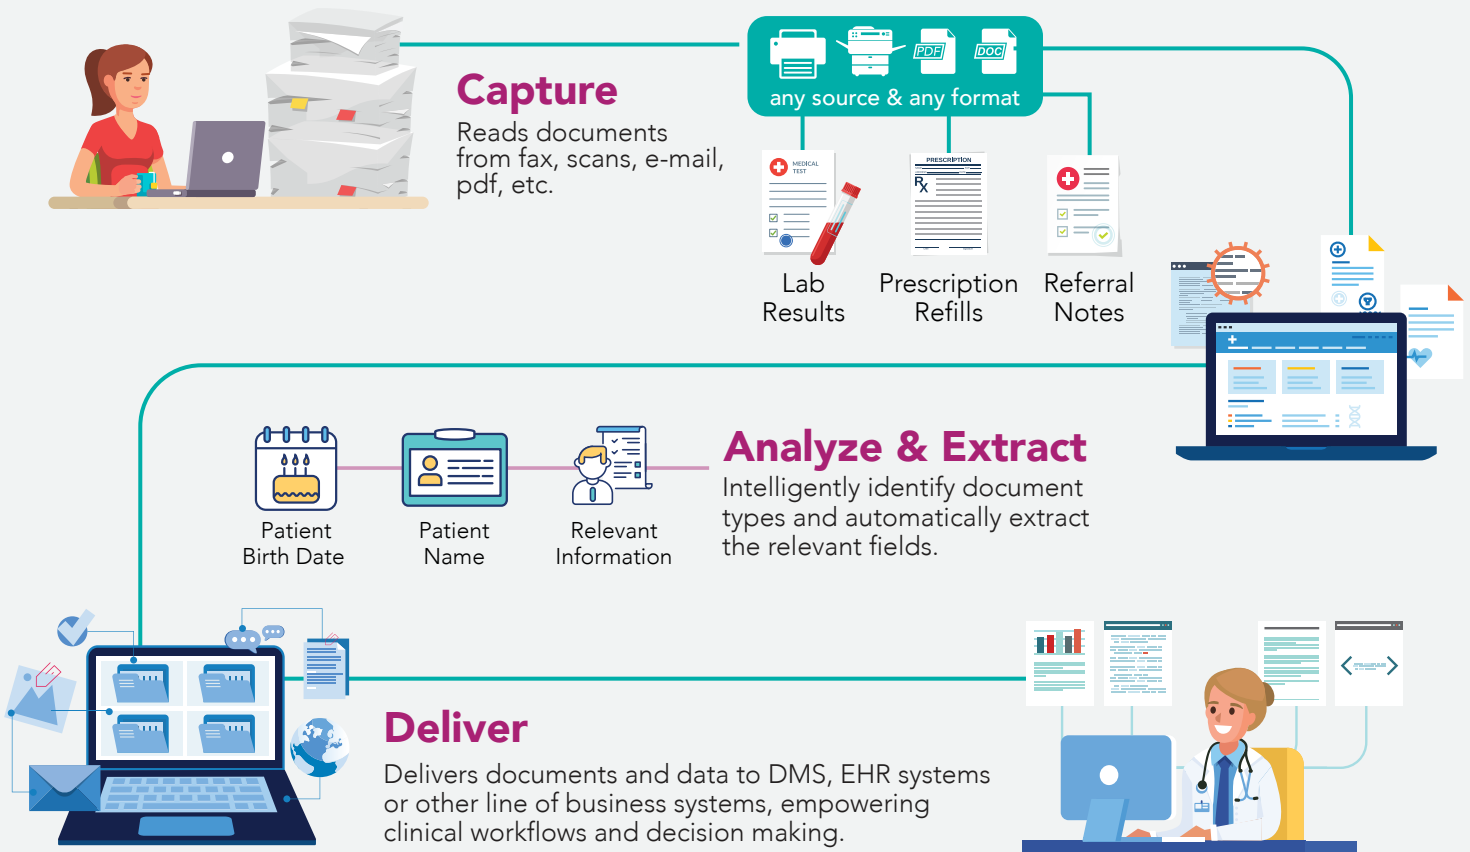 Capture
Reads documents
from fax, scans, e-mail,
pdf, etc.
PDF
DOC
any source & any format
MEDICAL
TEST
PRESCRIPTION
Rx
Lab
Results
Prescription
Refills
Referral
Notes
Analyze & Extract
Intelligently identify document
types and automatically extract
the relevant fields.
Patient
Birth Date
Patient
Name
Relevant
Information
Deliver
Delivers documents and data to DMS, EHR systems
or other line of business systems, empowering
clinical workflows and decision making.